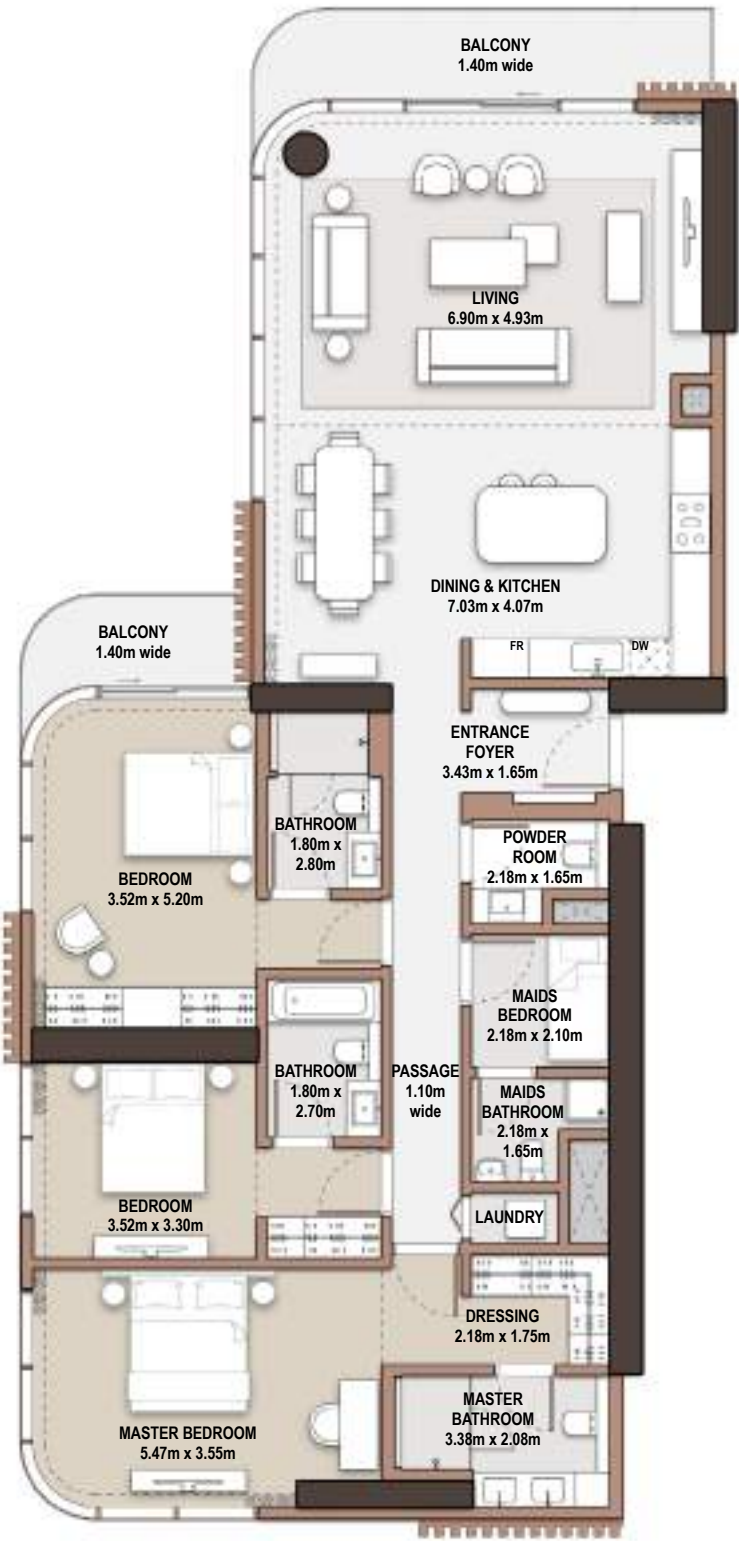 BALCONY
1.40m wide
LIVING
6.90m x 4.93m
DINING & KITCHEN
7.03m x 4.07m
FR
DW
BALCONY
1.40m wide
ENTRANCE
FOYER
3.43m x 1.65m
BATHROOM
1.80m x
2.80m
POWDER
ROOM
2.18m x 1.65m
BEDROOM
3.52m x 5.20m
MAIDS
BEDROOM
2.18m x 2.10m
BATHROOM
1.80m x
2.70m
PASSAGE
1.10m
wide
MAIDS
BATHROOM
2.18m x
1.65m
BEDROOM
3.52m x 3.30m
LAUNDRY
DRESSING
2.18m x 1.75m
MASTER BEDROOM
5.47m x 3.55m
MASTER
BATHROOM
3.38m x 2.08m